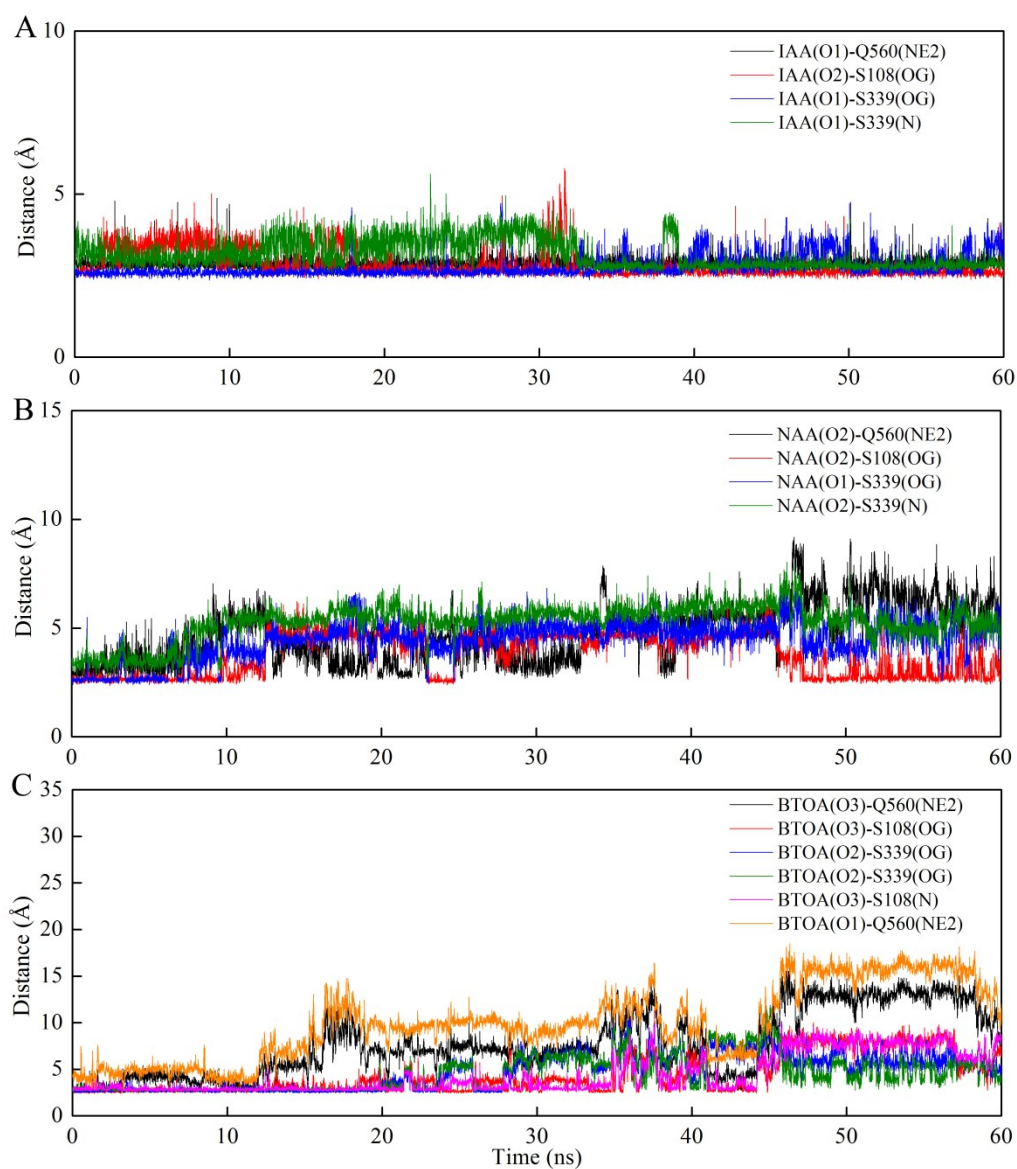 A
10
5
0
Distance (Å)
IAA(O1)-Q560(NE2)
IAA(O2)-S108(OG)
IAA(O1)-S339(OG)
IAA(O1)-S339(N)
0 10 20 30 40 50 60
B
15
10
5
0
Distance (Å)
NAA(O2)-Q560(NE2)
NAA(O2)-S108(OG)
NAA(O1)-S339(OG)
NAA(O2)-S339(N)
0 10 20 30 40 50 60
C
35
30
25
20
15
10
5
0
Distance (Å)
BTOA(O3)-Q560(NE2)
BTOA(O3)-S108(OG)
BTOA(O2)-S339(OG)
BTOA(O2)-S339(OG)
BTOA(O3)-S108(N)
BTOA(O1)-Q560(NE2)
0 10 20 30 40 50 60
Time (ns)